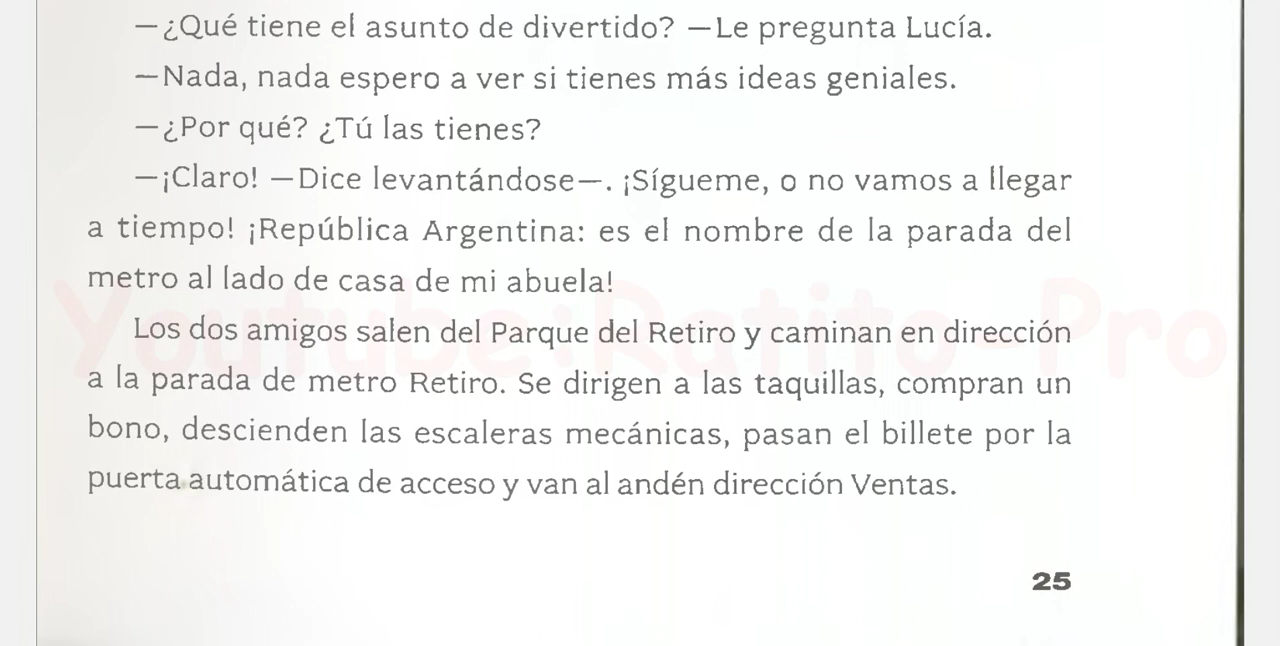 —¿Qué tiene el asunto de divertido? —Le pregunta Lucía.
—Nada, nada espero a ver si tienes más ideas geniales.
—¿Por qué? ¿Tú las tienes?
—¡Claro! —Dice levantándose—. ¡Sígueme, o no vamos a llegar
a tiempo! ¡República Argentina: es el nombre de la parada del
metro al lado de casa de mi abuela!
Los dos amigos salen del Parque del Retiro y caminan en dirección
a la parada de metro Retiro. Se dirigen a las taquillas, compran un
bono, descienden las escaleras mecánicas, pasan el billete por la
puerta automática de acceso y van al andén dirección Ventas.
Youtube:Ratito-Pro
25